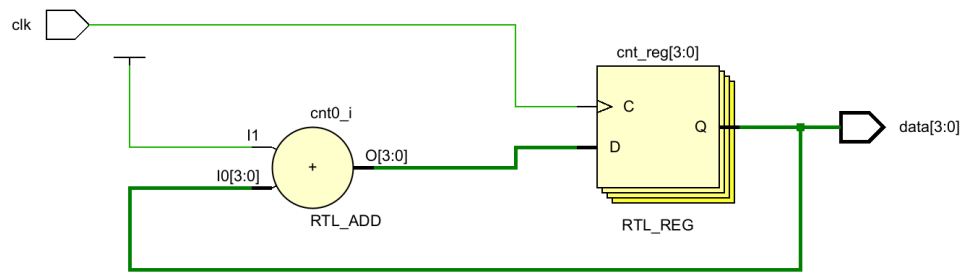 clk
cnt_reg[3:0]
cnt0_i
C
Q
data[3:0]
I1
D
O[3:0]
I0[3:0]
+
RTL_ADD
RTL_REG